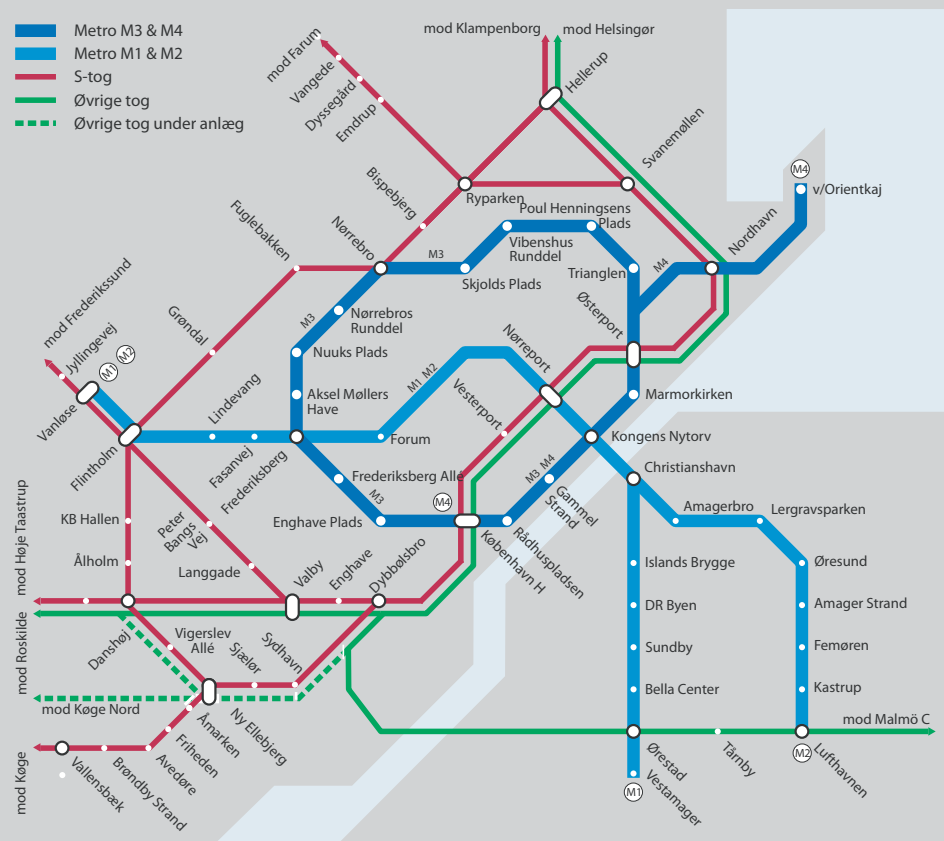 Metro M3 & M4
Metro M1 & M2
S-tog
Øvrige tog
Øvrige tog under anlæg
mod Klampenborg
mod Helsingør
mod Farum
Vangede
Dyssegård
Emdrup
Hellerup
Svanemøllen
Ryparken
Bispebjerg
Nørrebro
Fuglebakken
Grøndal
M4
v/Orientkaj
Nordhavn
M4
Poul Henningsens
Plads
Vibenshus
Runddel
Trianglen
Skjolds Plads
M3
M3
Nørrebros
Runddel
Nuuks Plads
Aksel Møllers
Have
Østerport
Nørreport
Vesterport
M1 M2
Marmorkirken
mod Frederikssund
Jyllingevej
M1
M2
Vanløse
Flintholm
Lindevang
Fasanvej
Frederiksberg
Forum
Kongens Nytorv
Christianshavn
Frederiksberg Allé
M3
Enghave Plads
M4
København H
Rådhuspladsen
M3 M4
Gammel
Strand
Amagerbro
Lergravsparken
KB Hallen
Ålholm
Peter
Bangs
Vej
Langgade
Valby
Enghave
Dybbølsbro
Islands Brygge
DR Byen
Sundby
Bella Center
Øresund
Amager Strand
Femøren
Kastrup
mod Høje Taastrup
mod Roskilde
Danshøj
Vigerslev
Allé
Sjælør
Sydhavn
mod Køge Nord
Ny Ellebjerg
Åmarken
Friheden
Avedøre
Brøndby Strand
Vallensbæk
mod Køge
mod Malmö C
Ørestad
Vestamager
M1
Tårnby
Lufthavnen
M2